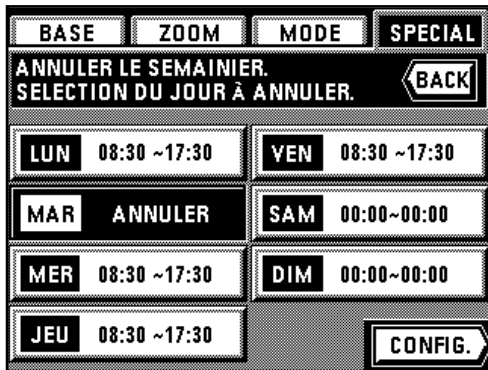 BASE ZOOM MODE SPECIAL
ANNULER LE SEMAINIER.
SELECTION DU JOUR À ANNULER.
BACK
LUN 08:30 ~17:30
VEN 08:30 ~17:30
MAR ANNULER
SAM 00:00~00:00
MER 08:30 ~17:30
DIM 00:00~00:00
JEU 08:30 ~17:30
CONFIG.